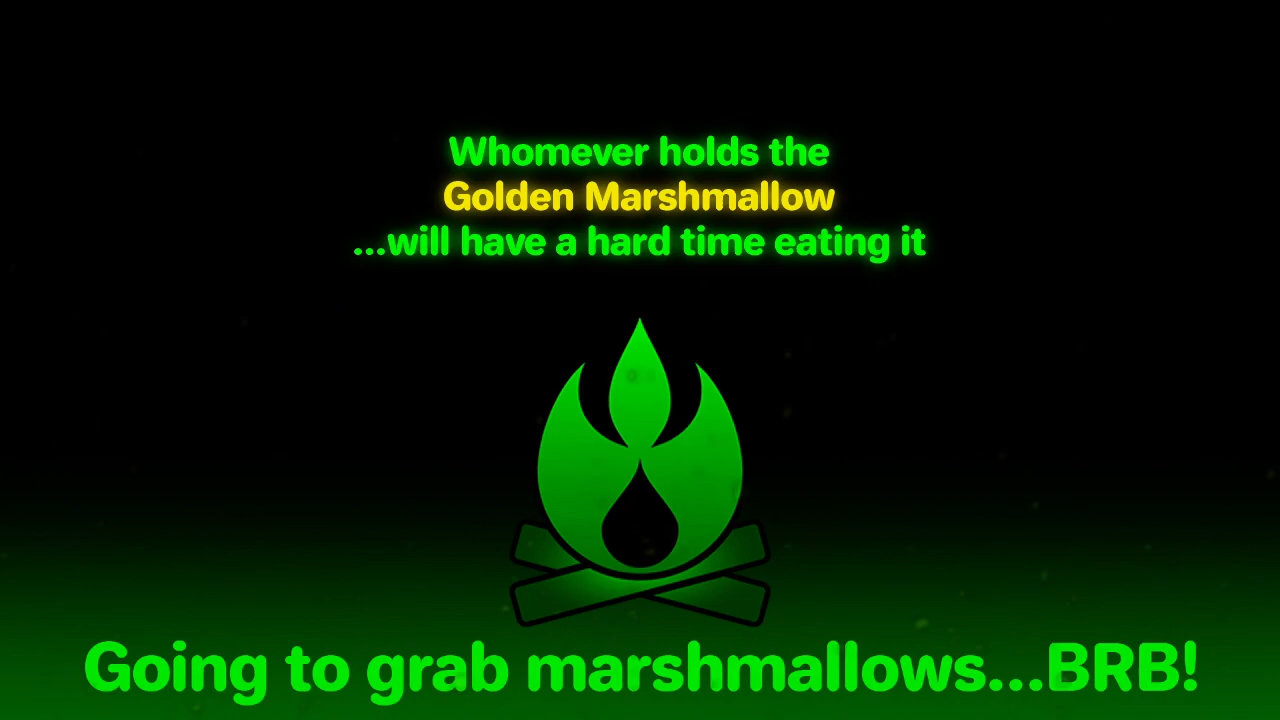 Whomever holds the
Golden Marshmallow
...will have a hard time eating it
Going to grab marshmallows...BRB!